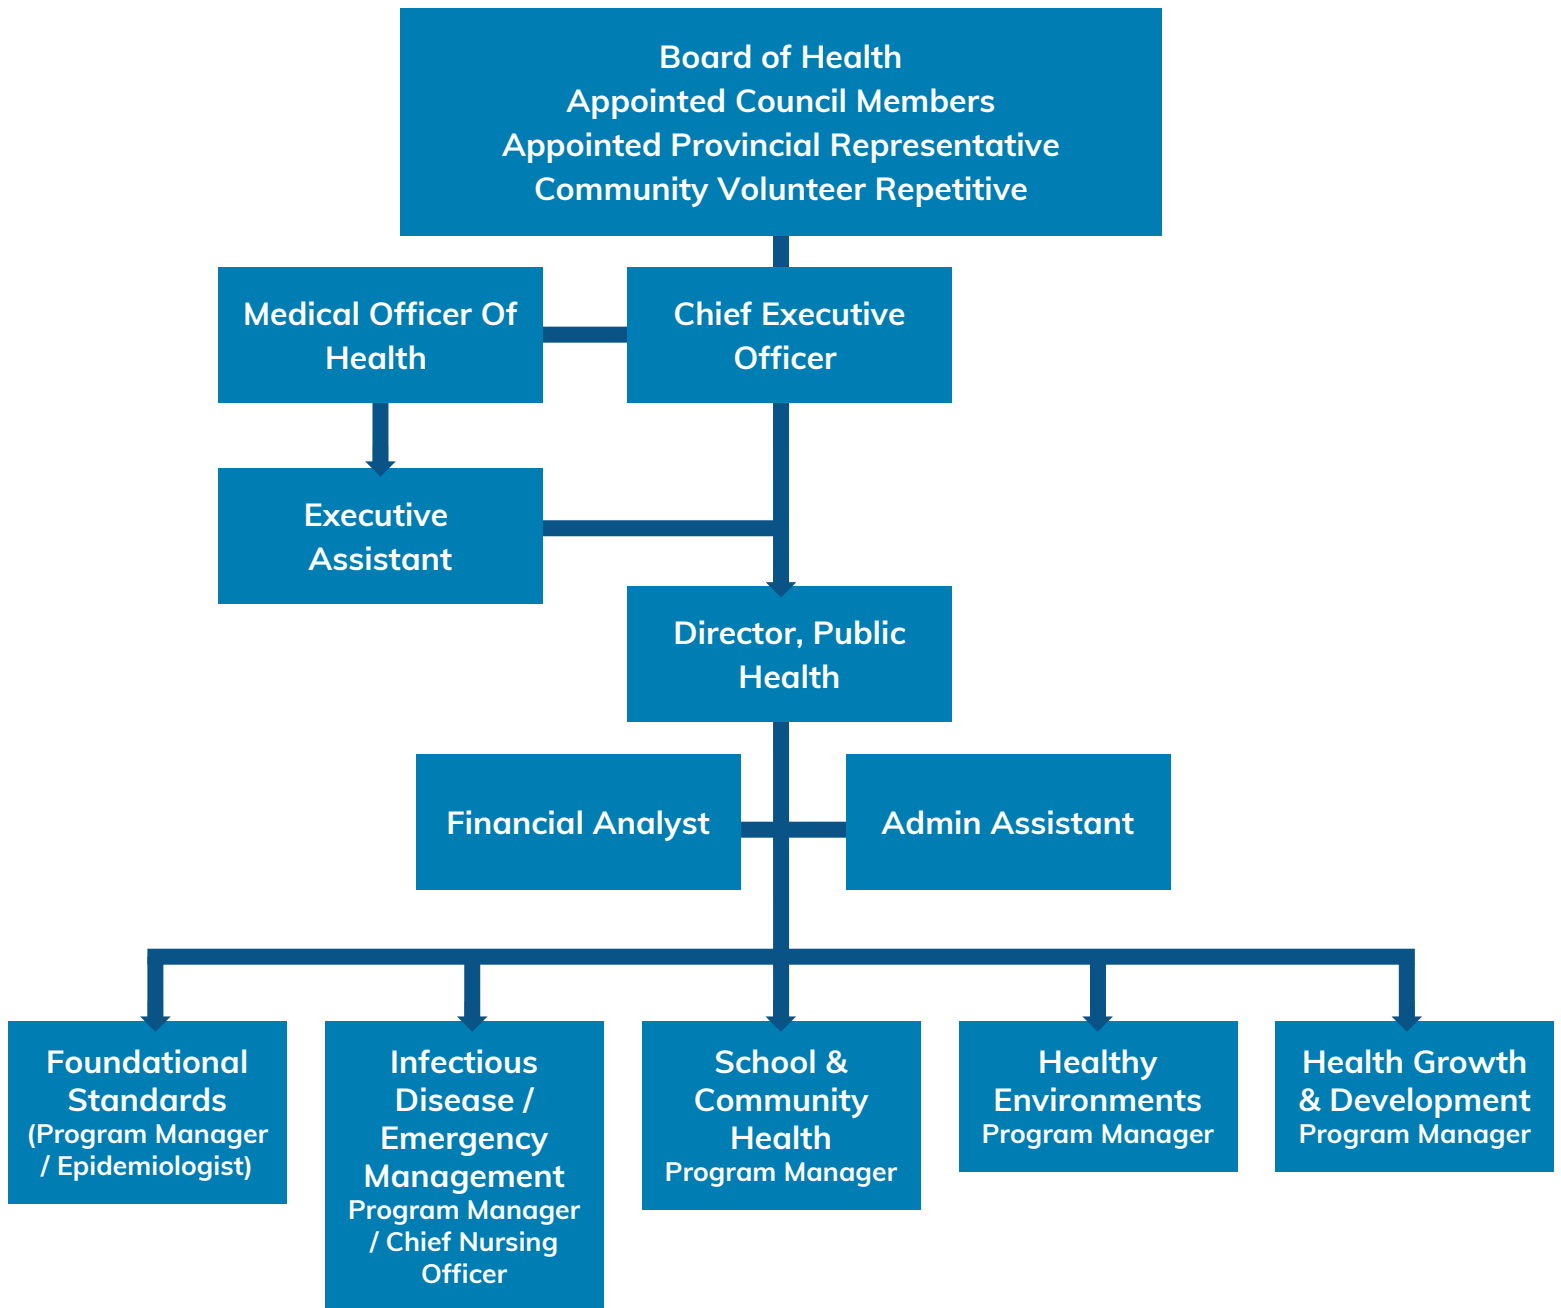 Board of Health
Appointed Council Members
Appointed Provincial Representative
Community Volunteer Repetitive
Medical Officer Of
Health
Chief Executive
Officer
Executive
Assistant
Director, Public
Health
Financial Analyst
Admin Assistant
Foundational
Standards
(Program Manager
/ Epidemiologist)
Infectious
Disease /
Emergency
Management
Program Manager
/ Chief Nursing
Officer
School &
Community
Health
Program Manager
Healthy
Environments
Program Manager
Health Growth
& Development
Program Manager